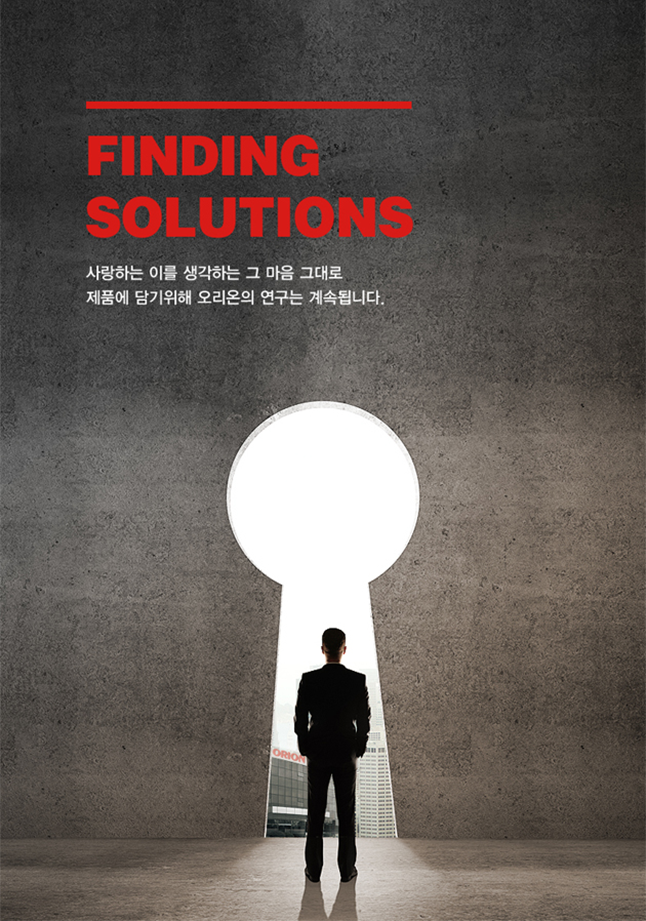 FINDING
SOLUTIONS
사랑하는 이를 생각하는 그 마음 그대로
제품에 담기위해 오리온의 연구는 계속됩니다.
ORION